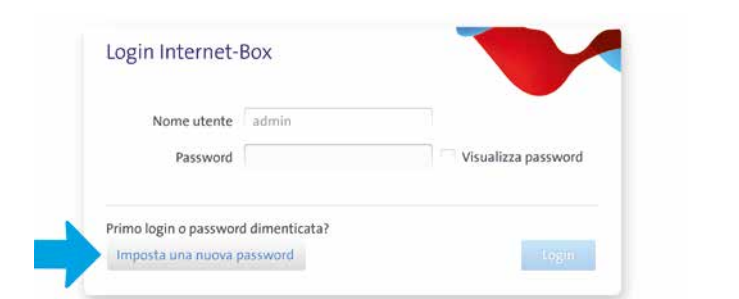 Login Internet-Box
Nome utente admin
Password Visualizza password
Primo login o password dimenticata?
Imposta una nuova password Login